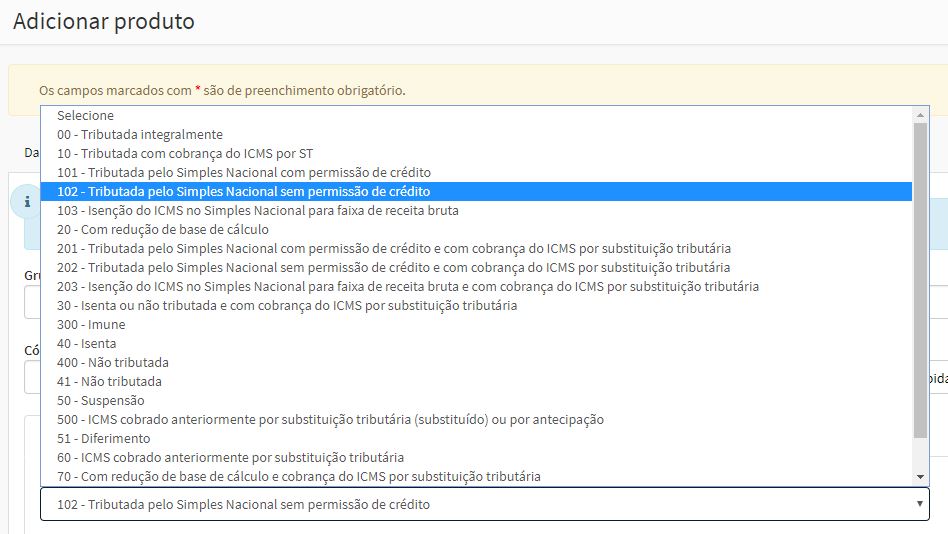 Adicionar produto
Os campos marcados com * são de preenchimento obrigatório.
Da
Selecione
00 - Tributada integralmente
10 - Tributada com cobrança do ICMS por ST
101 - Tributada pelo Simples Nacional com permissão de crédito
102 - Tributada pelo Simples Nacional sem permissão de crédito
103 - Isenção do ICMS no Simples Nacional para faixa de receita bruta
20 - Com redução de base de cálculo
201 - Tributada pelo Simples Nacional com permissão de crédito e com cobrança do ICMS por substituição tributária
202 - Tributada pelo Simples Nacional sem permissão de crédito e com cobrança do ICMS por substituição tributária
203 - Isenção do ICMS no Simples Nacional para faixa de receita bruta e com cobrança do ICMS por substituição tributária
30 - Isenta ou não tributada e com cobrança do ICMS por substituição tributária
300 - Imune
40 - Isenta
400 - Não tributada
41 - Não tributada
50 - Suspensão
500 - ICMS cobrado anteriormente por substituição tributária (substituído) ou por antecipação
51 - Diferimento
60 - ICMS cobrado anteriormente por substituição tributária
70 - Com redução de base de cálculo e cobrança do ICMS por substituição tributária
102 - Tributada pelo Simples Nacional sem permissão de crédito